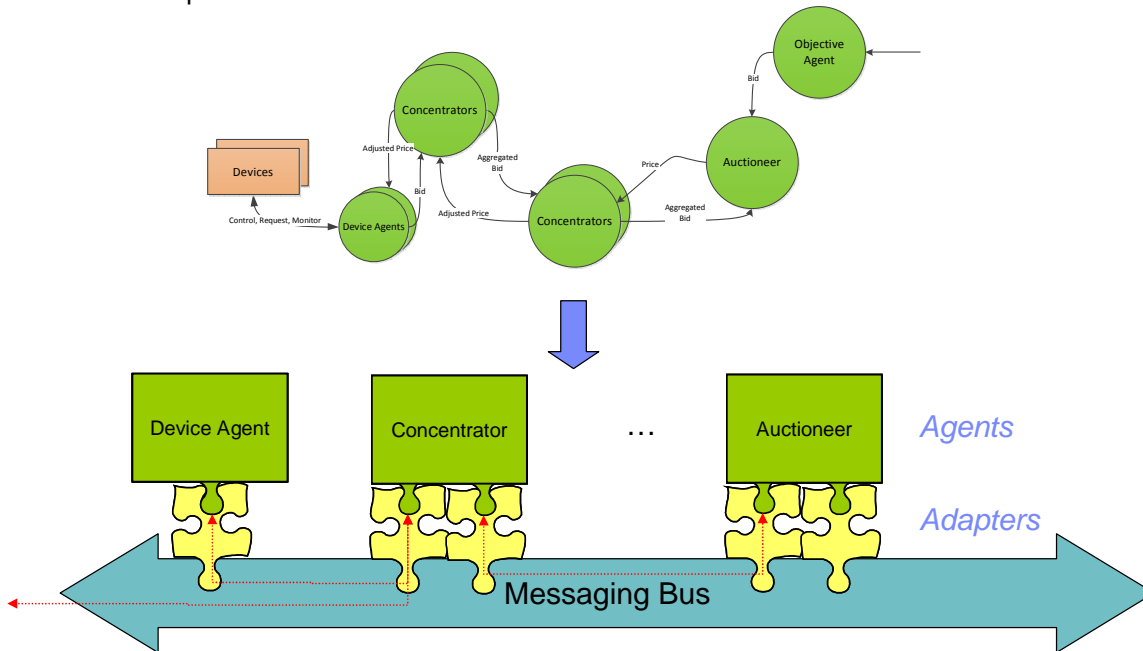 Objective
Agent
Bid
Concentrators
Adjusted Price
Aggregated
Bid
Price
Auctioneer
Devices
Bid
Control, Request, Monitor
Device Agents
Adjusted Price
Concentrators
Aggregated
Bid
Device Agent
Concentrator
...
Auctioneer
Agents
Adapters
Messaging Bus